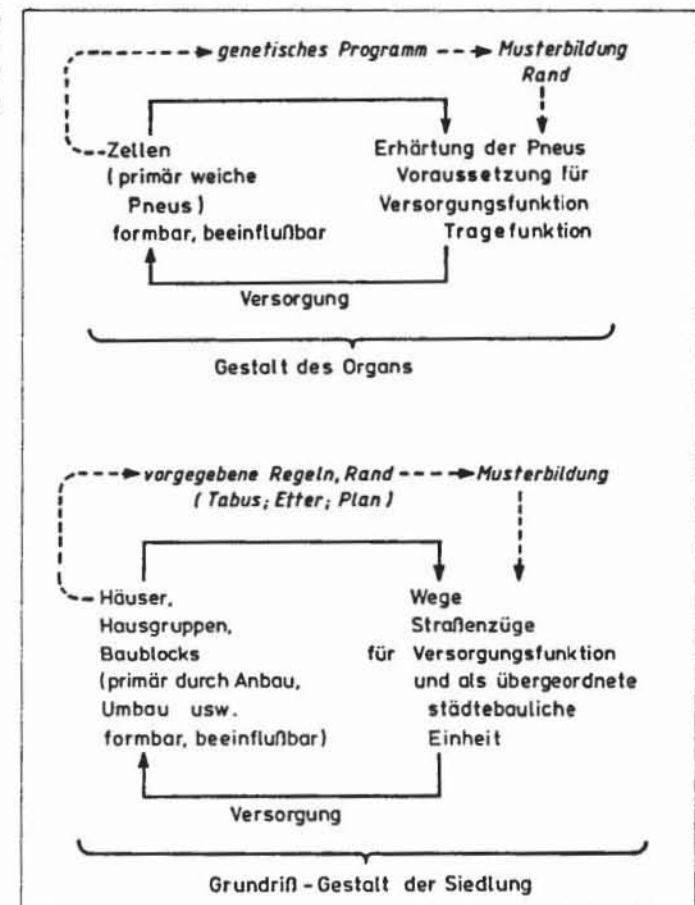 genetisches Programm
Musterbildung
Rand
Zellen
(primär weiche
Pneus)
formbar, beeinflußbar
Erhärtung der Pneus
Voraussetzung für
Versorgungsfunktion
Tragefunktion
Versorgung
Gestalt des Organs
vorgegebene Regeln, Rand
(Tabus; Etter; Plan)
Musterbildung
Häuser,
Hausgruppen,
Baublocks
(primär durch Anbau,
Umbau usw.
formbar, beeinflußbar)
Wege
Straßenzüge
für Versorgungsfunktion
und als übergeordnete
städtebauliche
Einheit
Versorgung
Grundriß-Gestalt der Siedlung